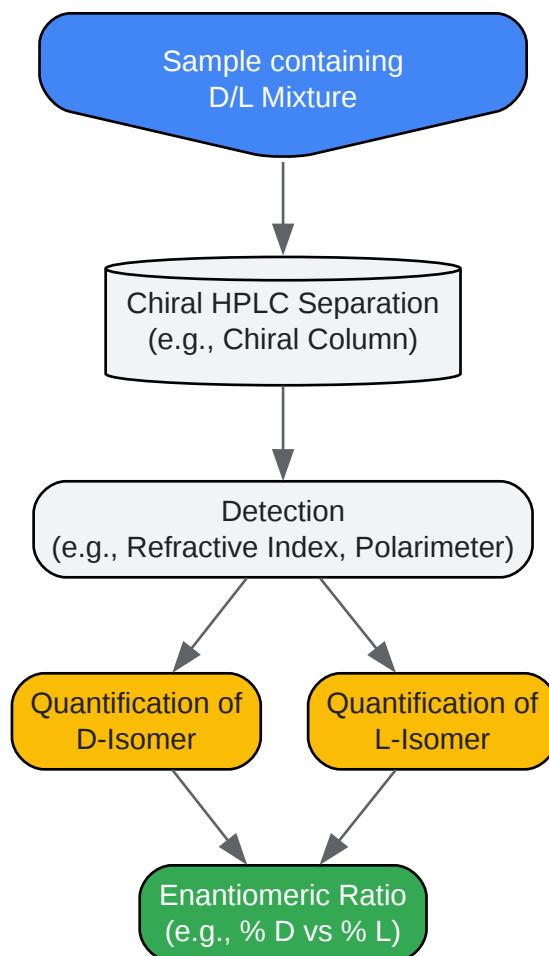 Sample containing
D/L Mixture
Chiral HPLC Separation
(e.g., Chiral Column)
Detection
(e.g., Refractive Index, Polarimeter)
Quantification of
D-Isomer
Quantification of
L-Isomer
Enantiomeric Ratio
(e.g., % D vs % L)